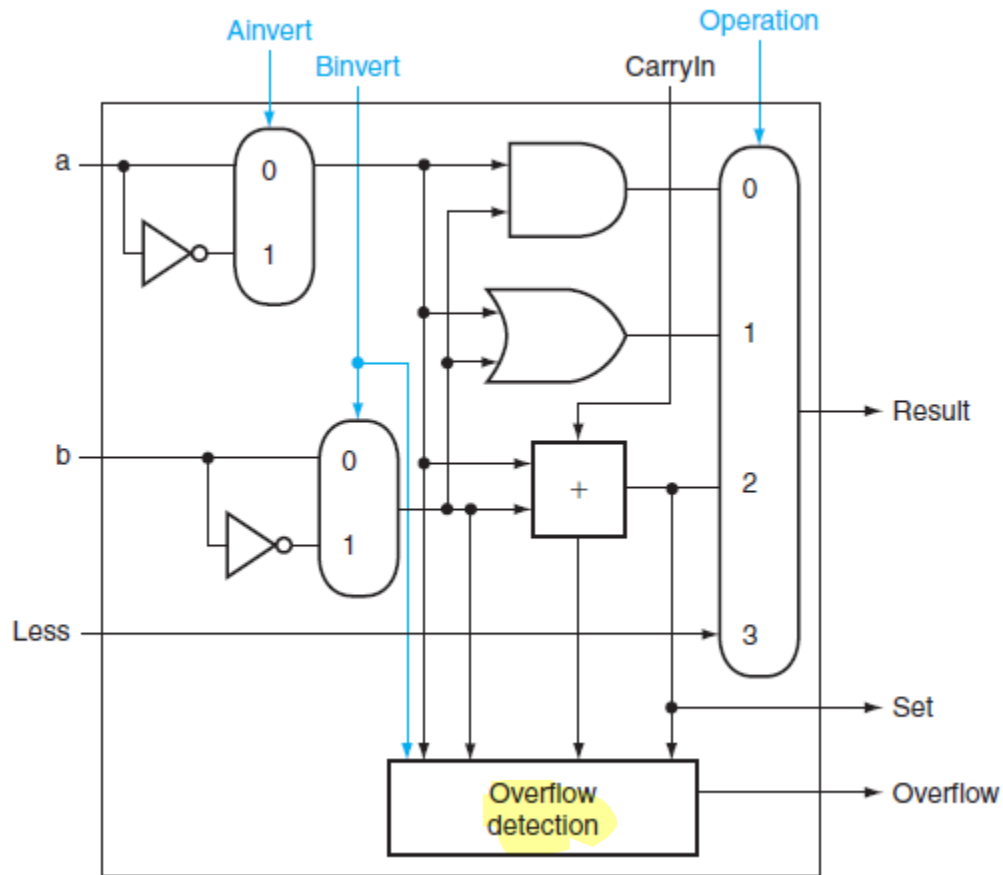 Operation
Ainvert
Binvert
CarryIn
a
0
1
0
1
Result
b
0
1
+
2
Less
3
Set
Overflow
detection
Overflow